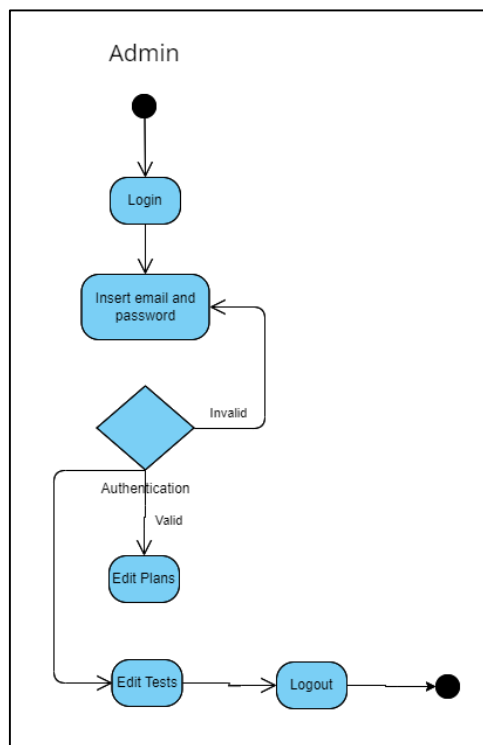 Admin
Login
Insert email and
password
Invalid
Authentication
Valid
Edit Plans
Edit Tests
Logout